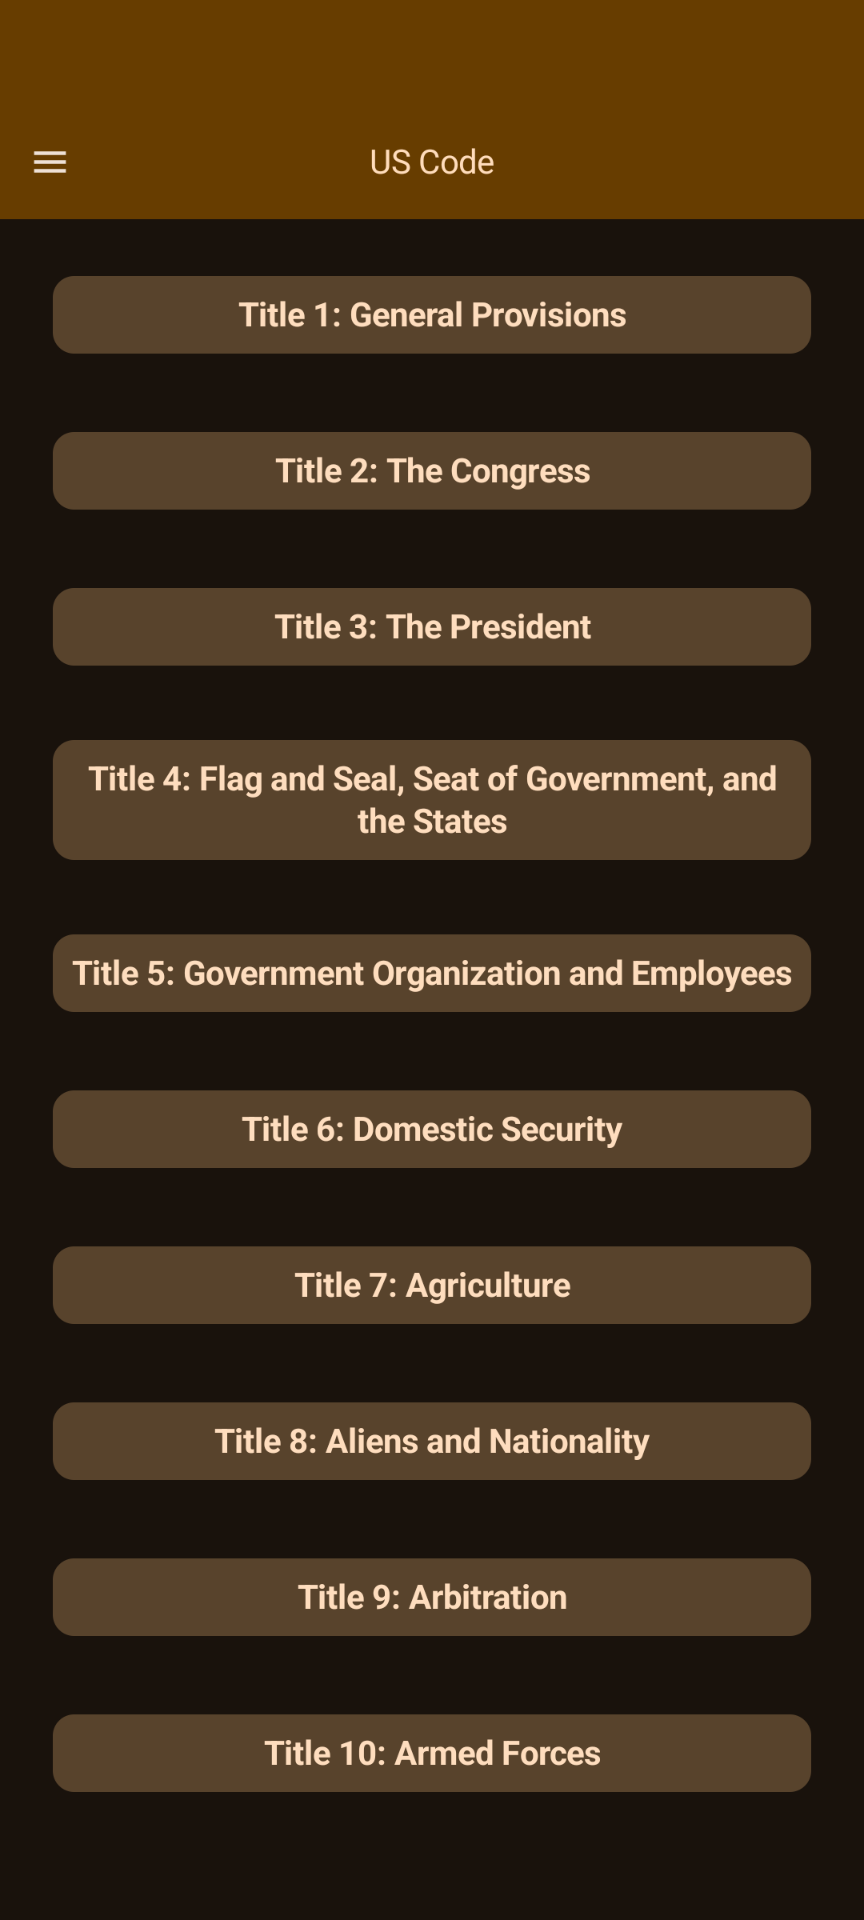 US Code
Title 1: General Provisions
Title 2: The Congress
Title 3: The President
Title 4: Flag and Seal, Seat of Government, and
the States
Title 5: Government Organization and Employees
Title 6: Domestic Security
Title 7: Agriculture
Title 8: Aliens and Nationality
Title 9: Arbitration
Title 10: Armed Forces